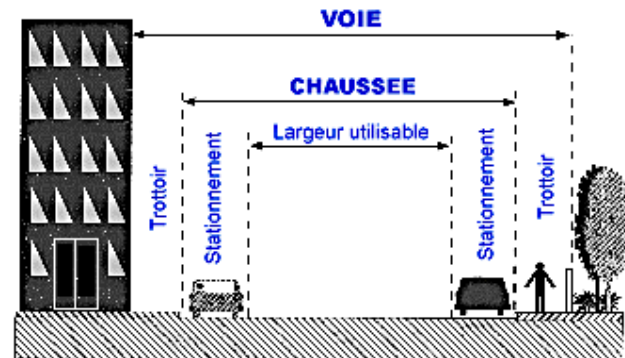 VOIE
CHAUSSEE
Largeur utilisable
Trottoir
Stationnement
Stationnement
Trottoir